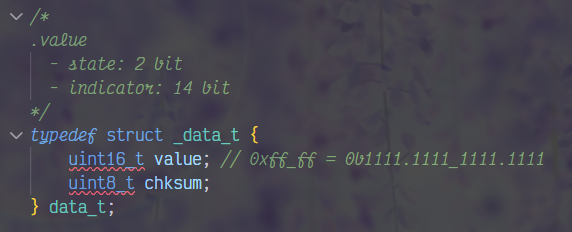 /*
.value
- state: 2 bit
- indicator: 14 bit
*/
typedef struct _data_t {
uint16_t value; // 0xff_ff = 0b1111.1111_1111.1111
uint8_t chksum;
} data_t;